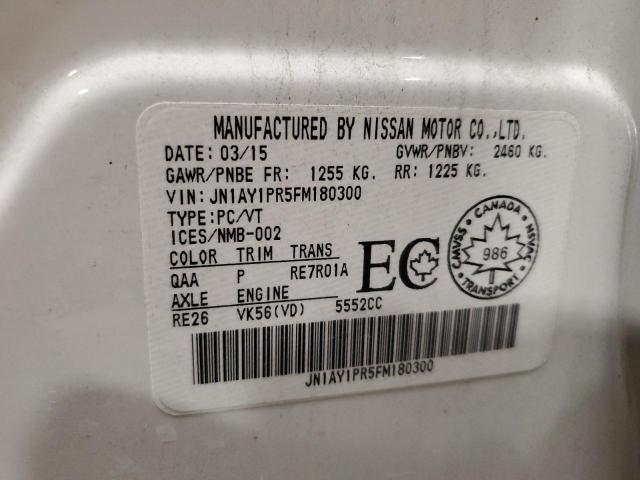 MANUFACTURED BY NISSAN MOTOR CO.,LTD.
DATE: 03/15 GVWR/PNBV: 2460 KG.
GAWR/PNBE FR: 1255 KG. RR: 1225 KG.
VIN: JN1AY1PR5FM180300
TYPE: PC/VT
ICES/NMB-002
COLOR TRIM TRANS
QAA P RE7R01A
AXLE ENGINE
RE26 VK56(VD) 5552CC
EC
CANADA
CMVSS 986 NSVAC
TRANSPORT
JN1AY1PR5FM180300